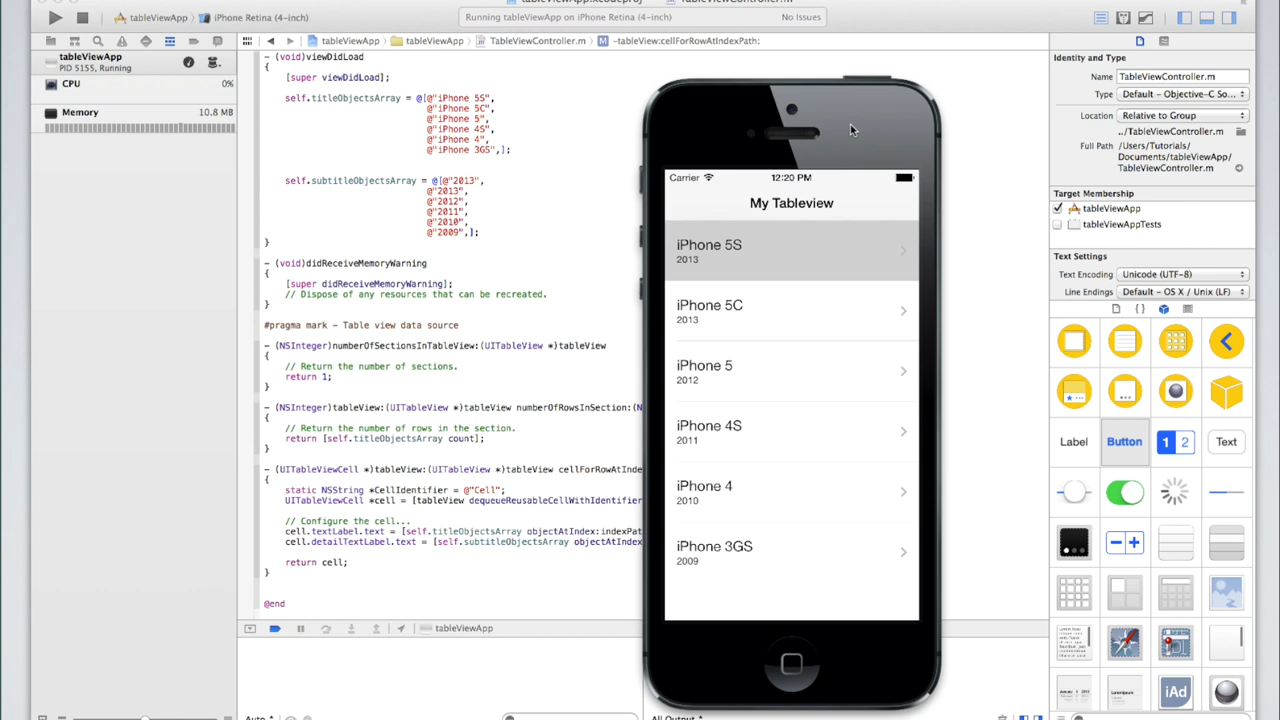 TableViewController.m
tableViewApp
iPhone Retina (4-inch)
Running tableViewApp on iPhone Retina (4-inch)
No Issues
tableViewApp
tableViewApp
TableViewController.m
M
-tableView:cellForRowAtIndexPath:
tableViewApp
PID 5155, Running
CPU
0%
Memory
10.8 MB
- (void)viewDidLoad
{
[super viewDidLoad];
self.titleObjectsArray = @[@"iPhone 5S",
@"iPhone 5C",
@"iPhone 5",
@"iPhone 4S",
@"iPhone 4",
@"iPhone 3GS",];
self.subtitleObjectsArray = @[@"2013",
@"2013",
@"2012",
@"2011",
@"2010",
@"2009",];
}
- (void)didReceiveMemoryWarning
{
[super didReceiveMemoryWarning];
// Dispose of any resources that can be recreated.
}
#pragma mark - Table view data source
- (NSInteger)numberOfSectionsInTableView:(UITableView *)tableView
{
// Return the number of sections.
return 1;
}
- (NSInteger)tableView:(UITableView *)tableView numberOfRowsInSection:(N
{
// Return the number of rows in the section.
return [self.titleObjectsArray count];
}
- (UITableViewCell *)tableView:(UITableView *)tableView cellForRowAtInde
{
static NSString *CellIdentifier = @"Cell";
UITableViewCell *cell = [tableView dequeueReusableCellWithIdentifier
// Configure the cell...
cell.textLabel.text = [self.titleObjectsArray objectAtIndex:indexPat
cell.detailTextLabel.text = [self.subtitleObjectsArray objectAtIndex
return cell;
}
@end
tableViewApp
Auto
All Output
Carrier
12:20 PM
My Tableview
iPhone 5S
2013
iPhone 5C
2013
iPhone 5
2012
iPhone 4S
2011
iPhone 4
2010
iPhone 3GS
2009
Identity and Type
Name TableViewController.m
Type Default - Objective-C So...
Location Relative to Group
../TableViewController.m
Full Path /Users/Tutorials/
Documents/tableViewApp/
TableViewController.m
Target Membership
tableViewApp
tableViewAppTests
Text Settings
Text Encoding Unicode (UTF-8)
Line Endings Default - OS X / Unix (LF)
{ }
Label
Button
1 2
Text
iAd